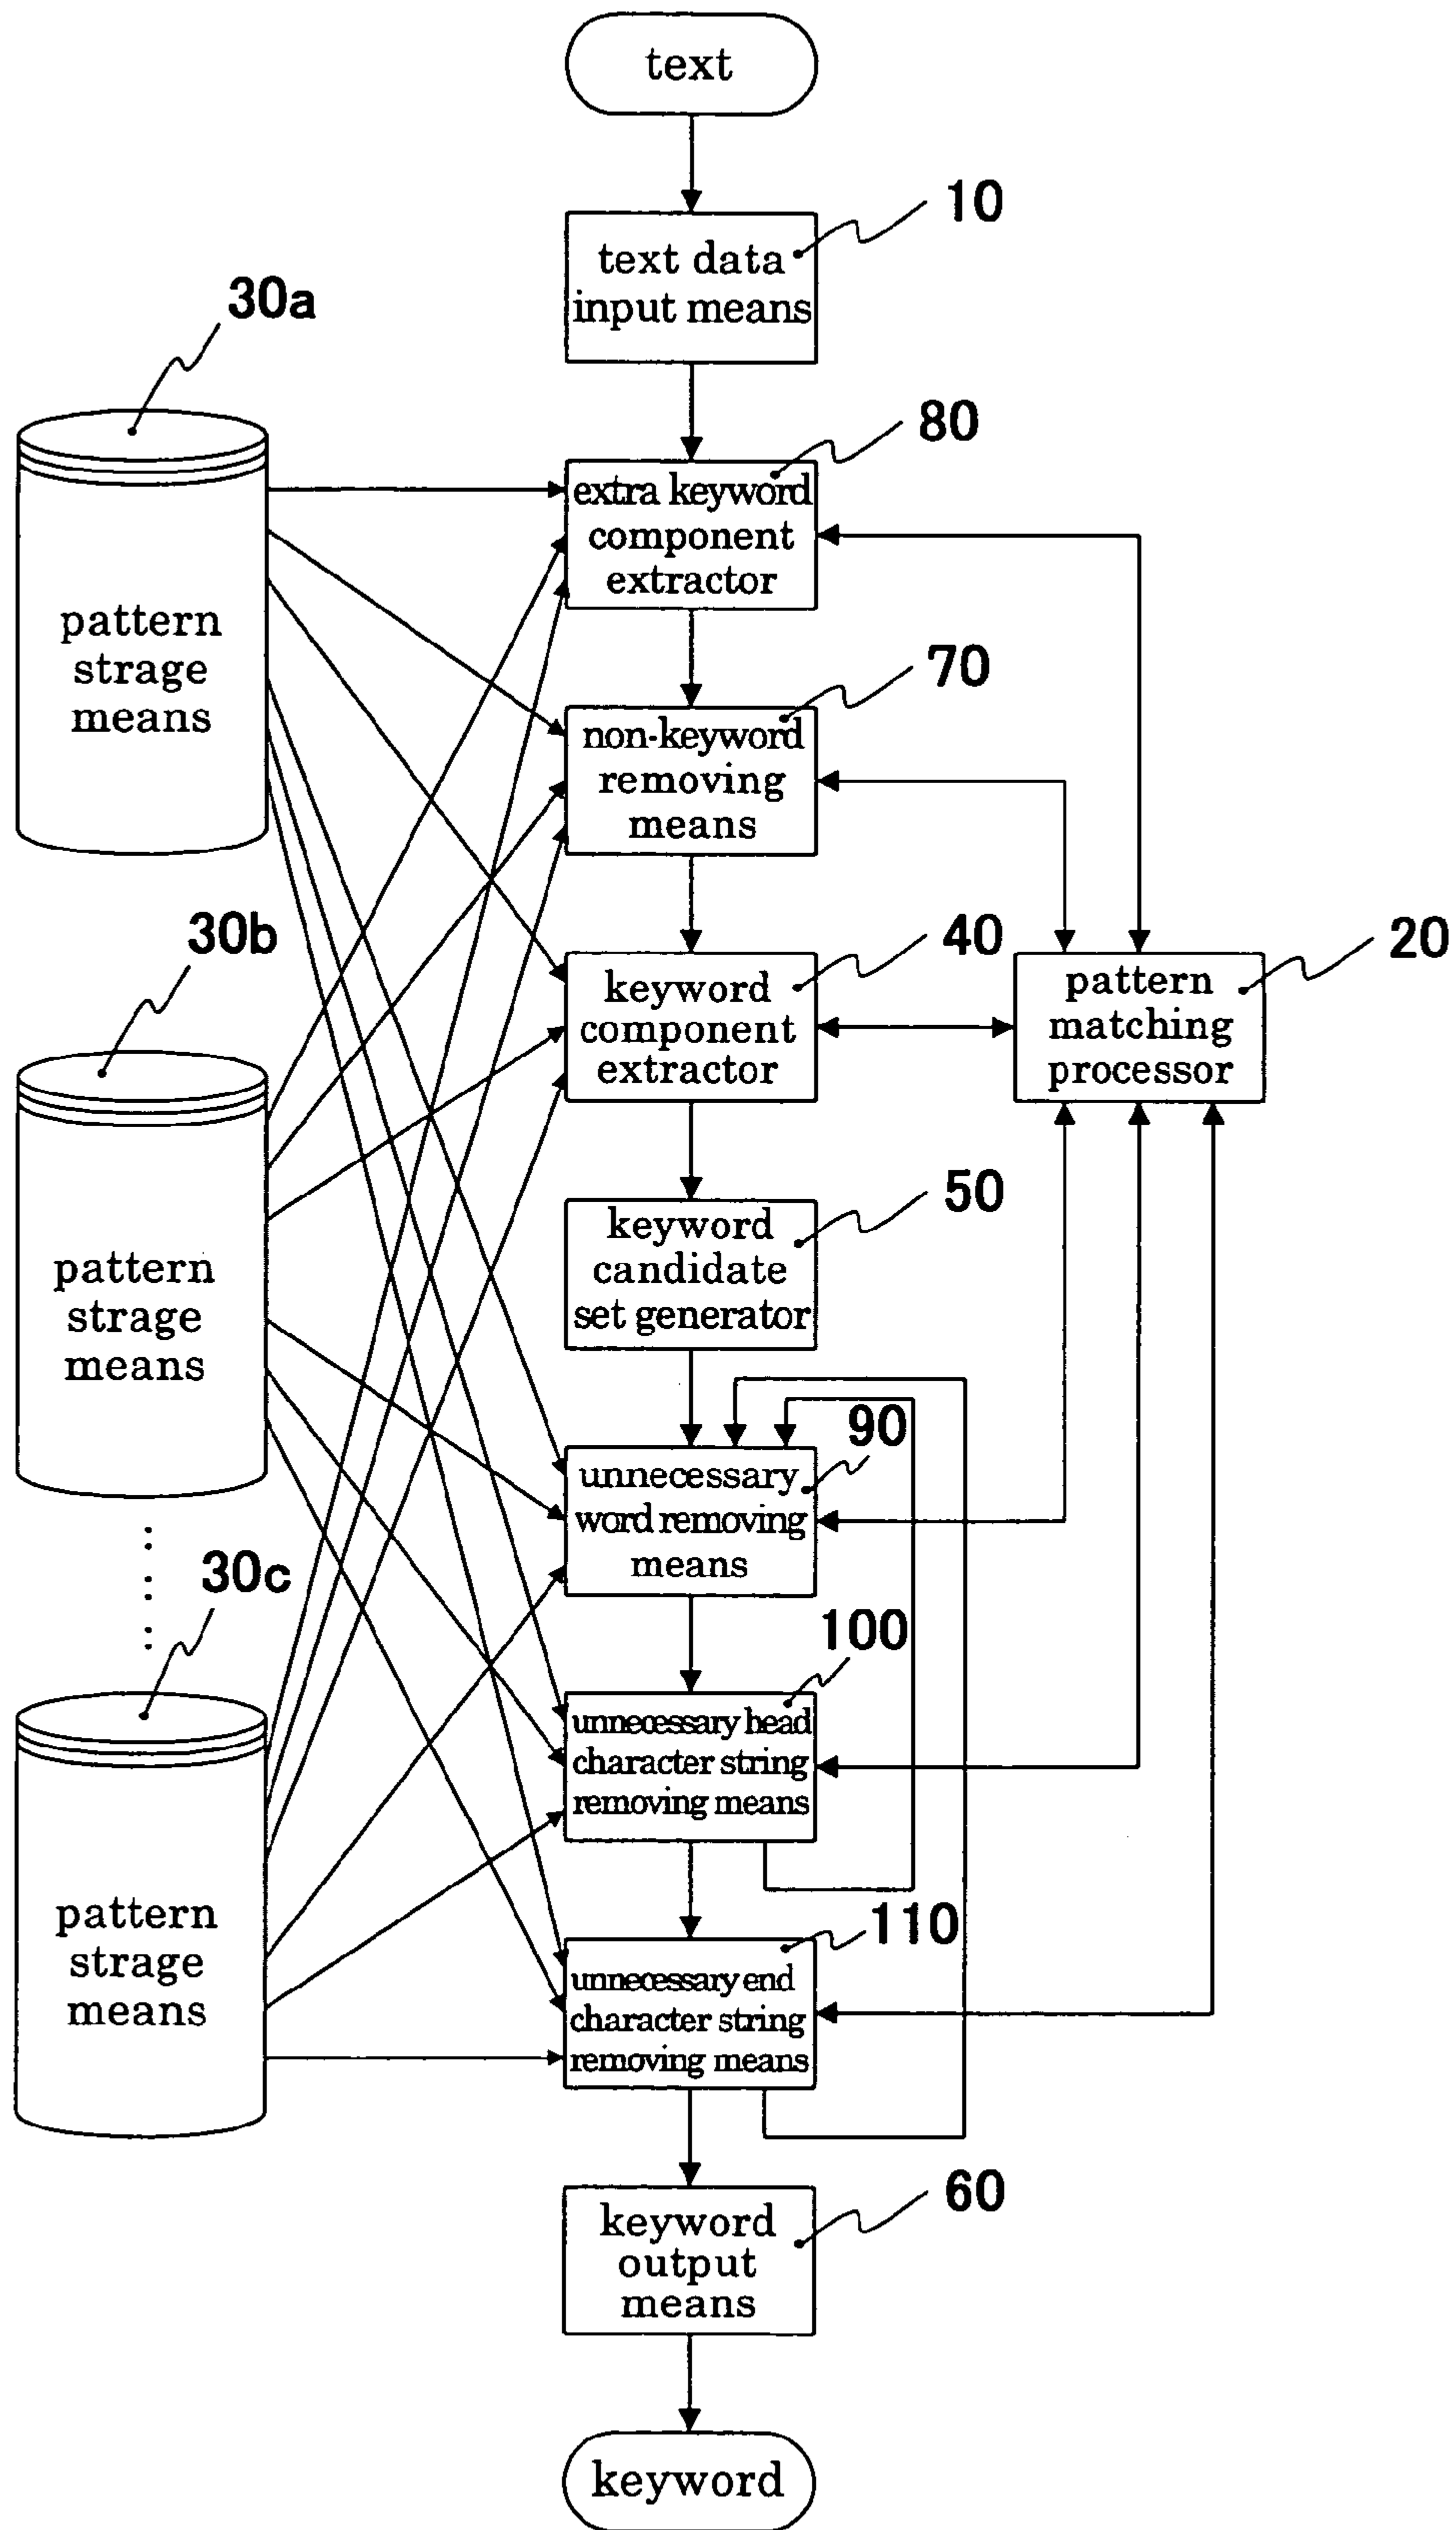 text
10
text data
input means
30a
80
extra keyword
component
extractor
pattern
strage
means
70
non-keyword
removing
means
30b
40
keyword
component
extractor
20
pattern
matching
processor
50
keyword
candidate
set generator
pattern
strage
means
90
unnecessary
word removing
means
30c
100
unnecessary head
character string
removing means
110
pattern
strage
means
unnecessary end
character string
removing means
60
keyword
output
means
keyword